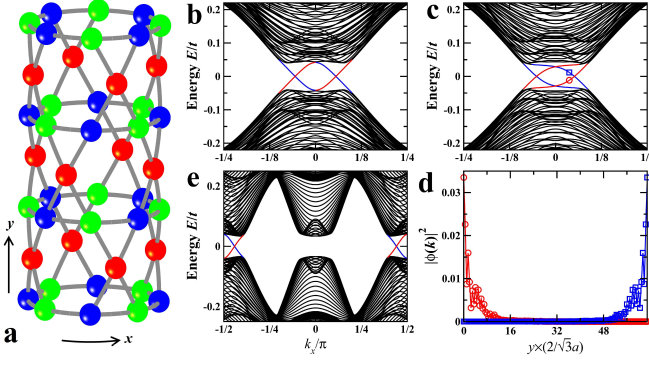 a
y
x
b
Energy E/t
0.2
0.1
0
-0.1
-0.2
-1/4 -1/8 0 1/8 1/4
c
Energy E/t
0.2
0.1
0
-0.1
-0.2
-1/4 -1/8 0 1/8 1/4
e
Energy E/t
0.2
0
-0.2
-1/2 -1/4 0 1/4 1/2
kₓ/π
d
|ϕ(k)|²
0.03
0.02
0.01
0
0 16 32 48
y×(2/√3a)